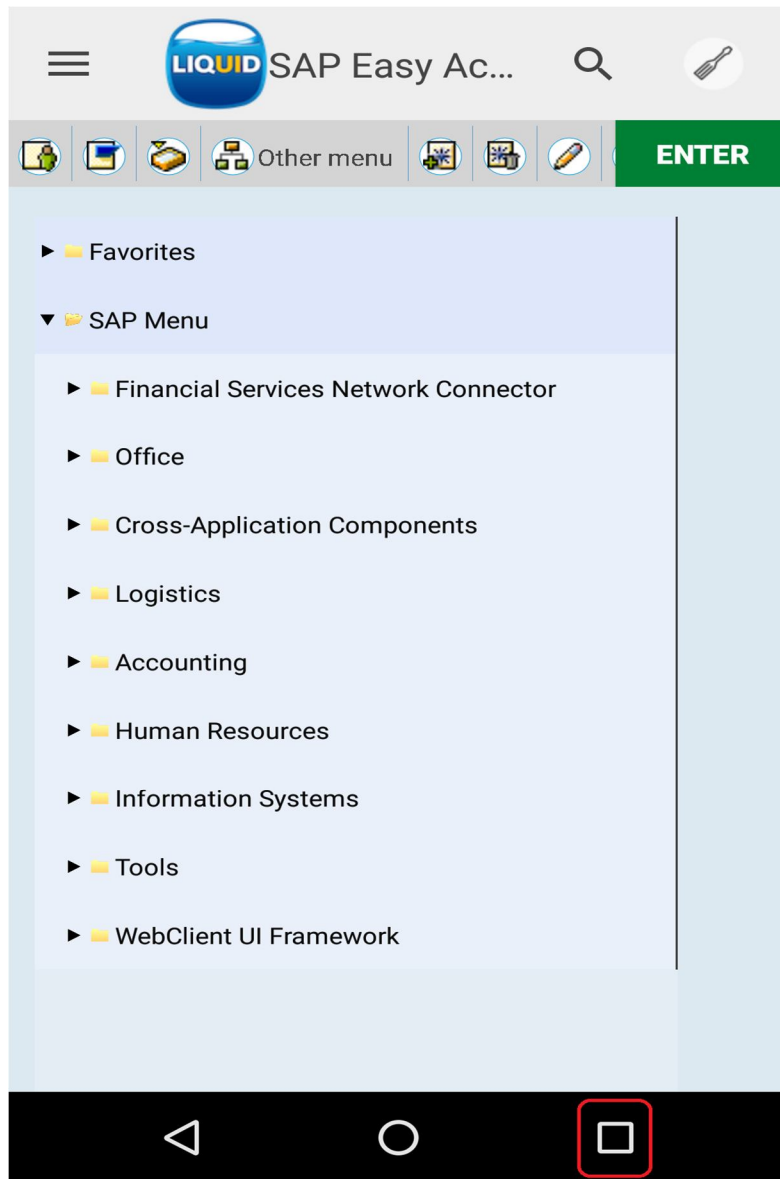 LIQUID SAP Easy Ac...
Other menu ENTER
Favorites
SAP Menu
Financial Services Network Connector
Office
Cross-Application Components
Logistics
Accounting
Human Resources
Information Systems
Tools
WebClient UI Framework